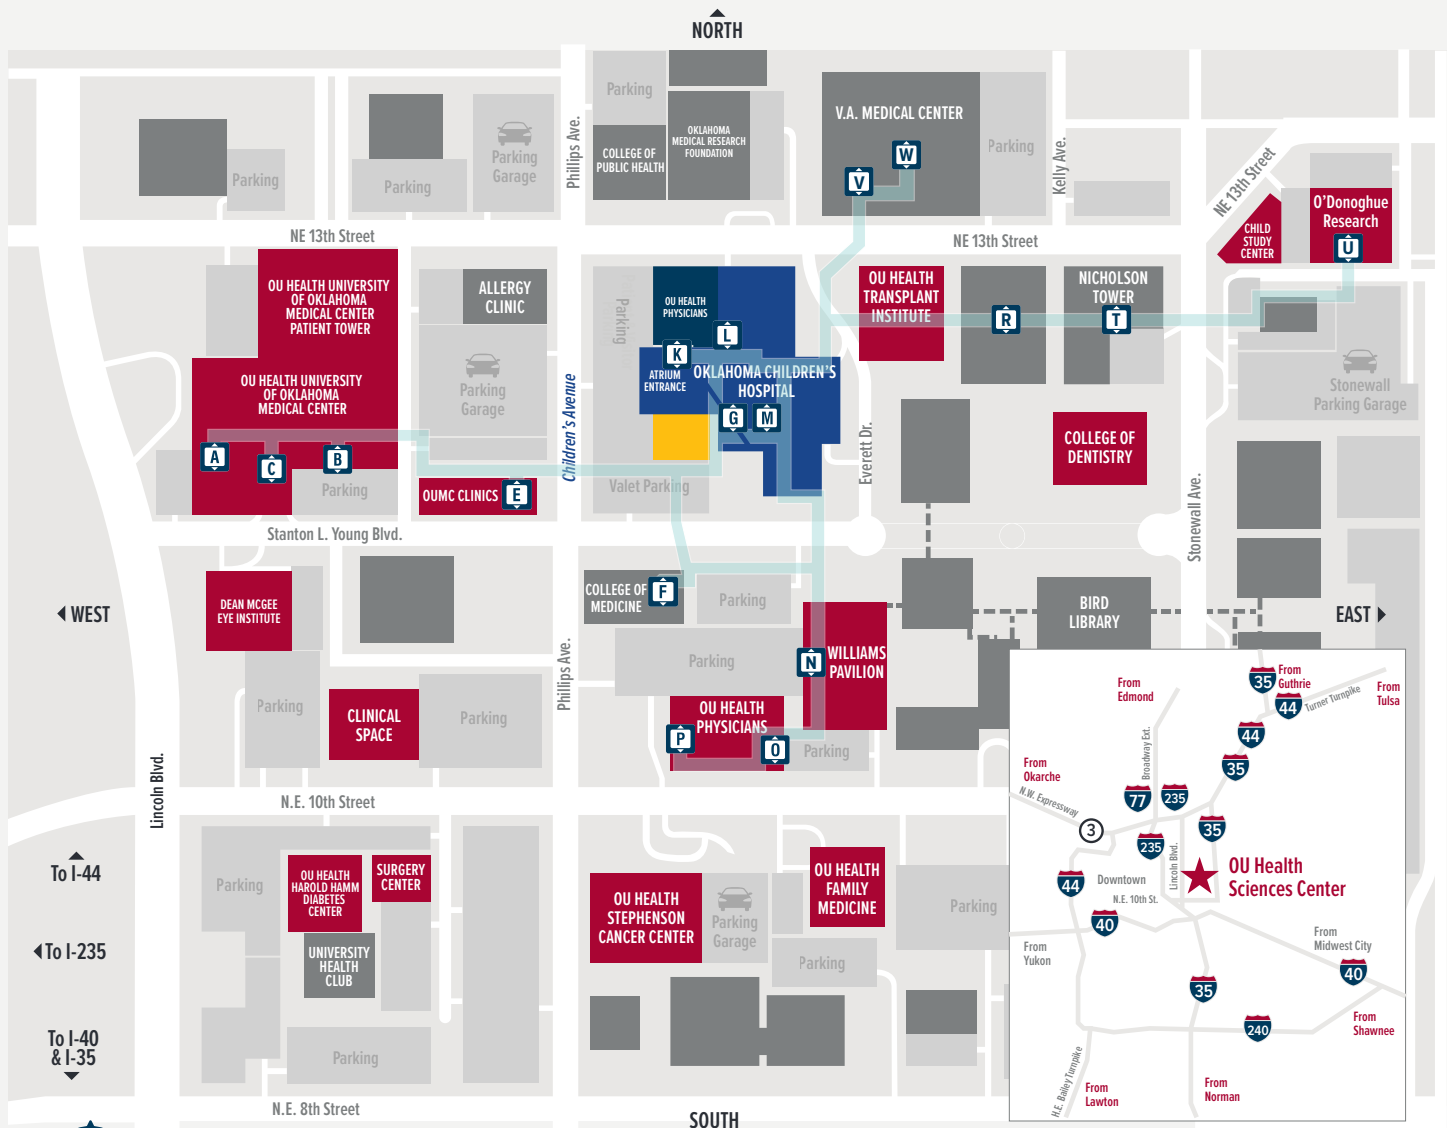 NORTH
Parking
V.A. MEDICAL CENTER
OKLAHOMA
MEDICAL RESEARCH
FOUNDATION
COLLEGE OF
PUBLIC HEALTH
Parking
Garage
Parking
Parking
Phillips Ave.
W
V
Parking
Kelly Ave.
NE 13th Street
O'Donoghue
Research
U
CHILD
STUDY
CENTER
NE 13th Street
NE 13th Street
OU HEALTH UNIVERSITY
OF OKLAHOMA
MEDICAL CENTER
PATIENT TOWER
ALLERGY
CLINIC
Parking
OU HEALTH
PHYSICIANS
L
K
ATRIUM
ENTRANCE
OKLAHOMA CHILDREN'S
HOSPITAL
G
M
OU HEALTH
TRANSPLANT
INSTITUTE
R
NICHOLSON
TOWER
T
OU HEALTH UNIVERSITY
OF OKLAHOMA
MEDICAL CENTER
Parking
Garage
Children's Avenue
Stonewall
Parking Garage
A
C
B
Parking
OUMC CLINICS
E
Valet Parking
Everett Dr.
COLLEGE OF
DENTISTRY
Stonewall Ave.
Stanton L. Young Blvd.
WEST
DEAN MCGEE
EYE INSTITUTE
COLLEGE OF
MEDICINE
F
Parking
BIRD
LIBRARY
EAST
Parking
N
WILLIAMS
PAVILION
Phillips Ave.
Parking
CLINICAL
SPACE
Parking
OU HEALTH
PHYSICIANS
P
O
Parking
Lincoln Blvd.
N.E. 10th Street
To I-44
To I-235
To I-40
& I-35
Parking
OU HEALTH
HAROLD HAMM
DIABETES
CENTER
SURGERY
CENTER
UNIVERSITY
HEALTH
CLUB
Parking
OU HEALTH
STEPHENSON
CANCER CENTER
Parking
Garage
OU HEALTH
FAMILY
MEDICINE
Parking
Parking
N.E. 8th Street
SOUTH
From
Edmond
35
From
Guthrie
44
Turner Turnpike
From
Tulsa
44
35
Broadway Ext.
From
Okarche
N.W. Expressway
77
235
3
235
35
Lincoln Blvd.
OU Health
Sciences Center
44
Downtown
N.E. 10th St.
40
From
Yukon
From
Midwest City
40
35
240
From
Shawnee
H.E. Bailey Turnpike
From
Lawton
From
Norman